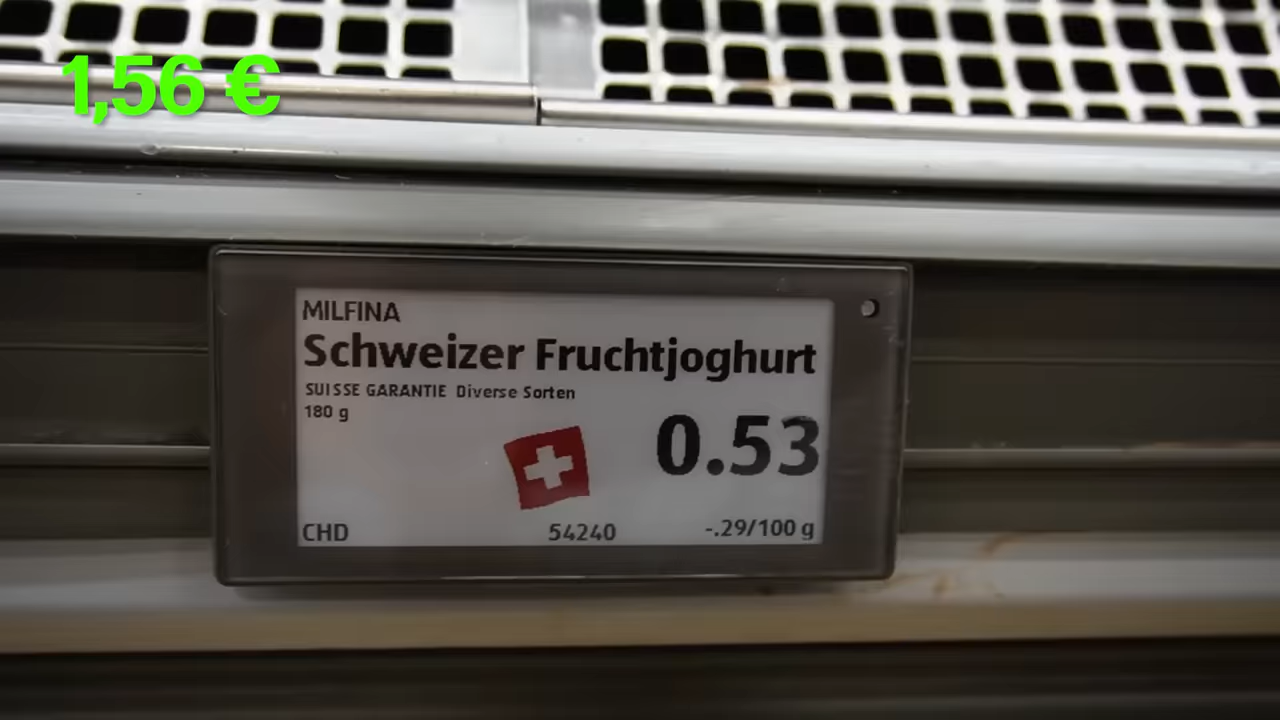 1,56 €
MILFINA
Schweizer Fruchtjoghurt
SUISSE GARANTIE Diverse Sorten
180 g
0.53
CHD 54240 -.29/100 g